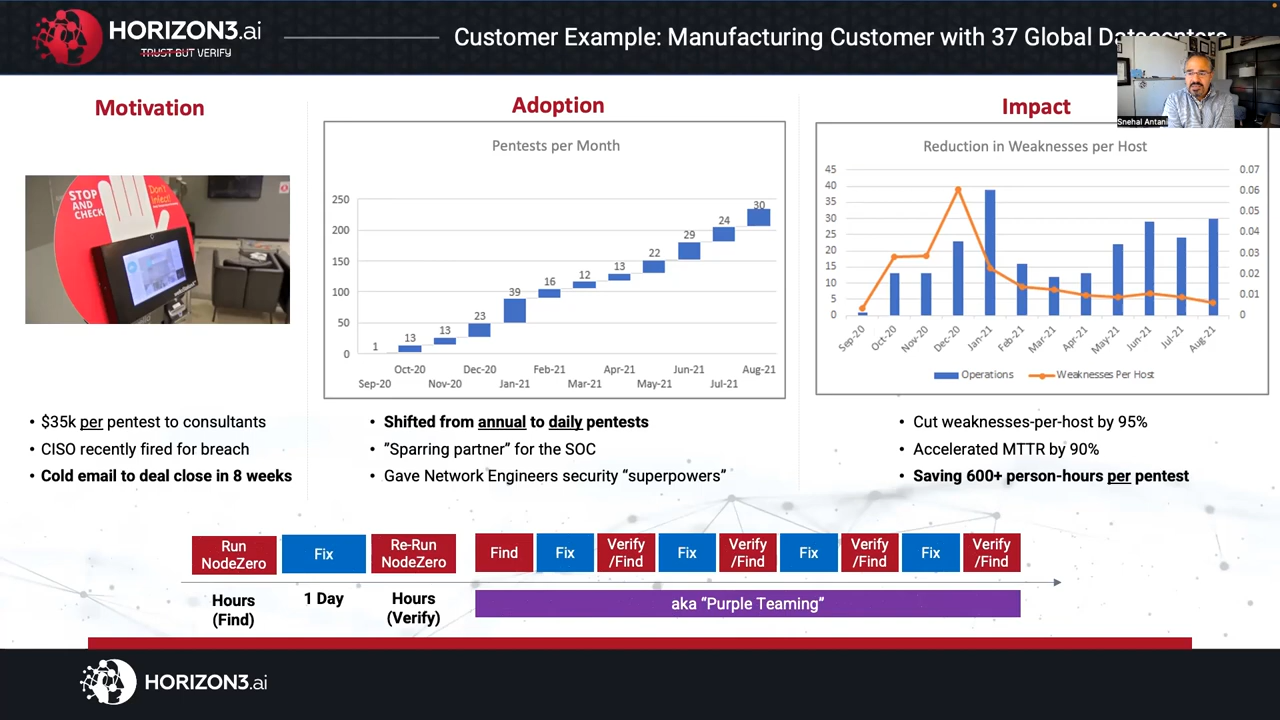 HORIZON3.ai
TRUST BUT VERIFY
Customer Example: Manufacturing Customer with 37 Global Datacenters
Snehal Antani
Motivation
STOP
AND
CHECK
Don't
infect!
• $35k per pentest to consultants
• CISO recently fired for breach
• Cold email to deal close in 8 weeks
Adoption
Pentests per Month
250
200
150
100
50
0
1
13
13
23
39
16
12
13
22
29
24
30
Oct-20
Dec-20
Feb-21
Apr-21
Jun-21
Aug-21
Sep-20
Nov-20
Jan-21
Mar-21
May-21
Jul-21
• Shifted from annual to daily pentests
• ”Sparring partner” for the SOC
• Gave Network Engineers security “superpowers”
Impact
Reduction in Weaknesses per Host
45
40
35
30
25
20
15
10
5
0
0.07
0.06
0.05
0.04
0.03
0.02
0.01
0
Sep-20
Oct-20
Nov-20
Dec-20
Jan-21
Feb-21
Mar-21
Apr-21
May-21
Jun-21
Jul-21
Aug-21
Operations
Weaknesses Per Host
• Cut weaknesses-per-host by 95%
• Accelerated MTTR by 90%
• Saving 600+ person-hours per pentest
Run
NodeZero
Fix
Re-Run
NodeZero
Find
Fix
Verify
/Find
Fix
Verify
/Find
Fix
Verify
/Find
Fix
Verify
/Find
Hours
(Find)
1 Day
Hours
(Verify)
aka “Purple Teaming”
HORIZON3.ai